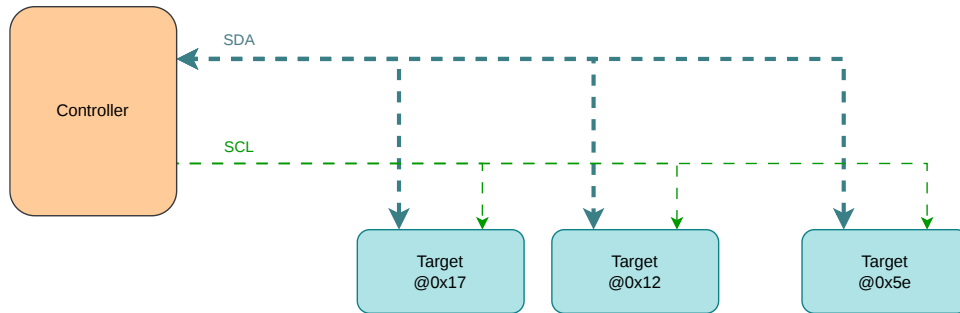 SDA
Controller
SCL
Target
@0x17
Target
@0x12
Target
@0x5e